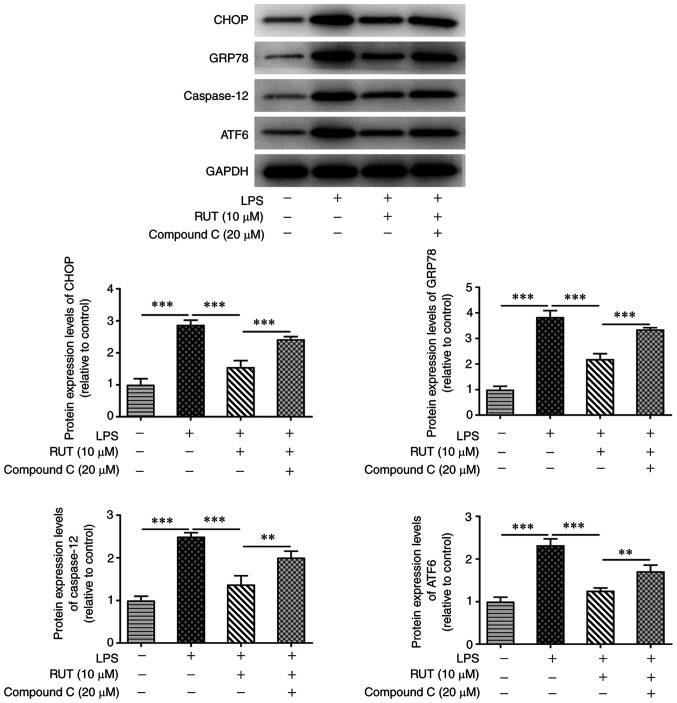 CHOP
GRP78
Caspase-12
ATF6
GAPDH
LPS − + + +
RUT (10 μM) − − + +
Compound C (20 μM) − − − +
Protein expression levels of CHOP
(relative to control)
4
3
2
1
0
*** *** ***
LPS − + + +
RUT (10 μM) − − + +
Compound C (20 μM) − − − +
Protein expression levels of GRP78
(relative to control)
5
4
3
2
1
0
*** *** ***
LPS − + + +
RUT (10 μM) − − + +
Compound C (20 μM) − − − +
Protein expression levels
of caspase-12
(relative to control)
3
2
1
0
*** *** **
LPS − + + +
RUT (10 μM) − − + +
Compound C (20 μM) − − − +
Protein expression levels
of ATF6
(relative to control)
3
2
1
0
*** *** **
LPS − + + +
RUT (10 μM) − − + +
Compound C (20 μM) − − − +